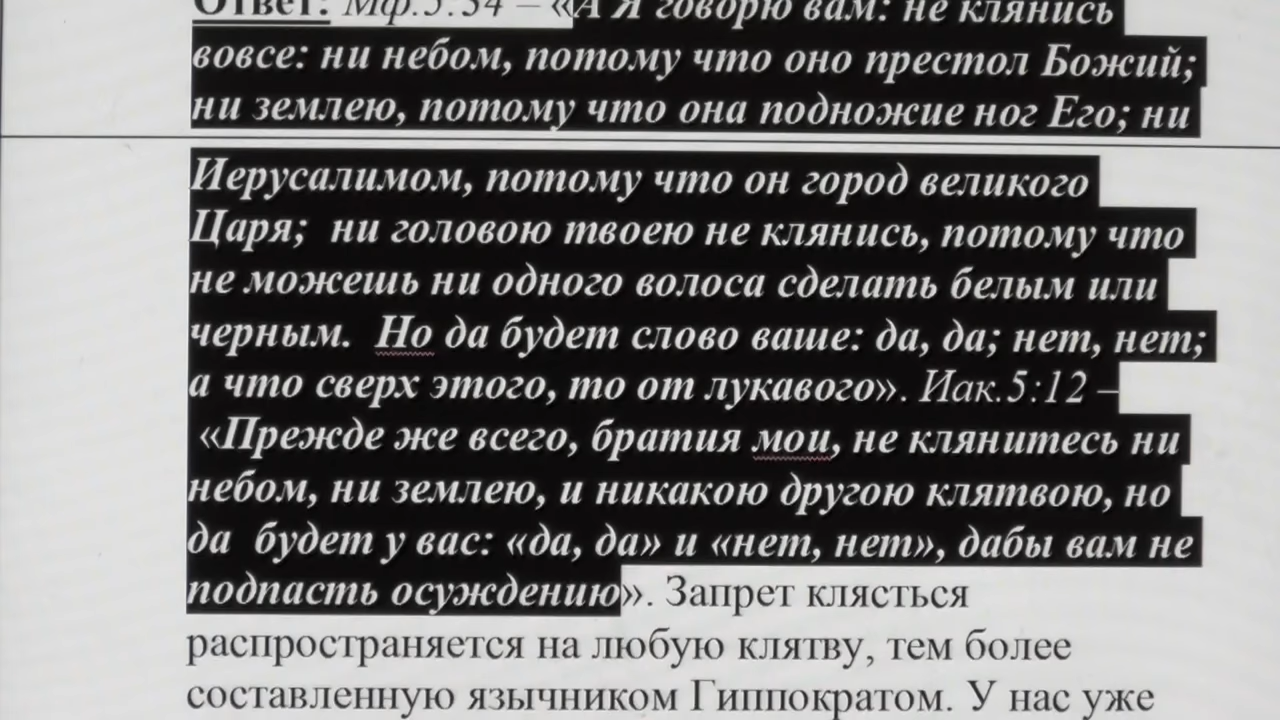 Ответ: Мф.5:34 – «А Я говорю вам: не клянись
вовсе: ни небом, потому что оно престол Божий;
ни землею, потому что она подножие ног Его; ни
Иерусалимом, потому что он город великого
Царя;  ни головою твоею не клянись, потому что
не можешь ни одного волоса сделать белым или
черным.  Но да будет слово ваше: да, да; нет, нет;
а что сверх этого, то от лукавого». Иак.5:12 –
«Прежде же всего, братия мои, не клянитесь ни
небом, ни землею, и никакою другою клятвою, но
да  будет у вас: «да, да» и «нет, нет», дабы вам не
подпасть осуждению». Запрет клясться
распространяется на любую клятву, тем более
составленную язычником Гиппократом. У нас уже